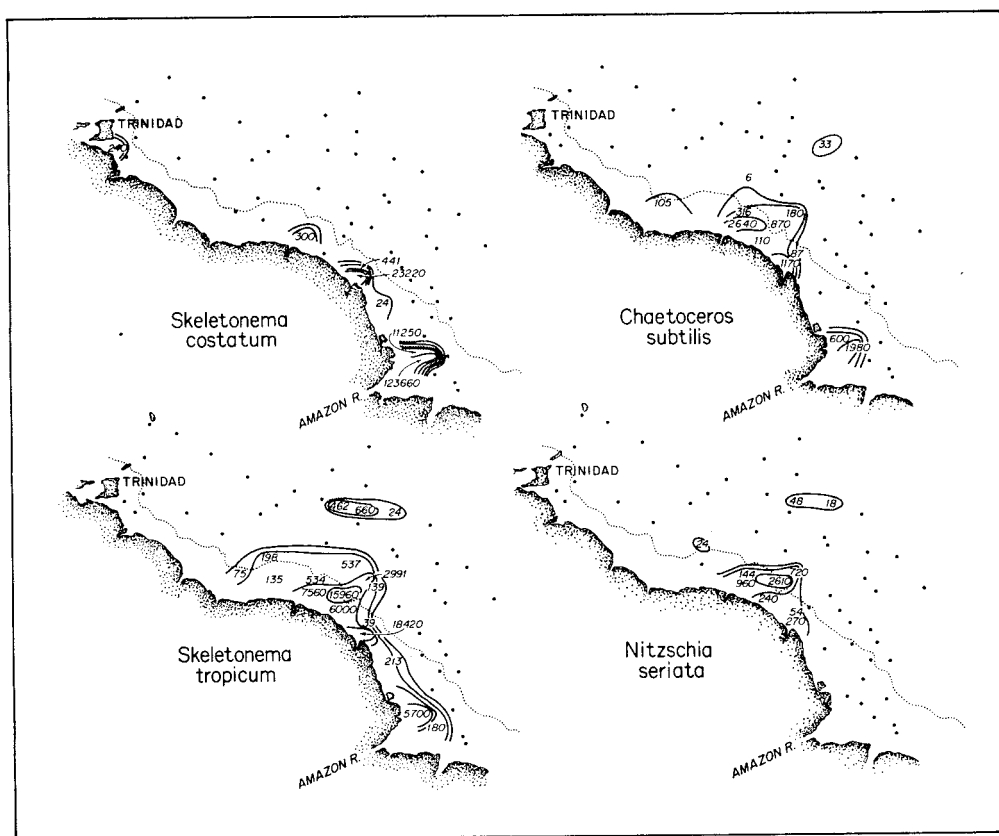 TRINIDAD
240
300
441
23220
24
11250
123660
Skeletonema
costatum
AMAZON R.
TRINIDAD
33
6
105
316
180
2640
870
110
87
1170
600
1980
Chaetoceros
subtilis
AMAZON R.
TRINIDAD
462 660 24
198
537
75
135
534
2991
139
7560
15960
6000
39
18420
213
5700
180
Skeletonema
tropicum
AMAZON R.
TRINIDAD
48 18
24
144
720
960
2610
240
54
270
Nitzschia
seriata
AMAZON R.